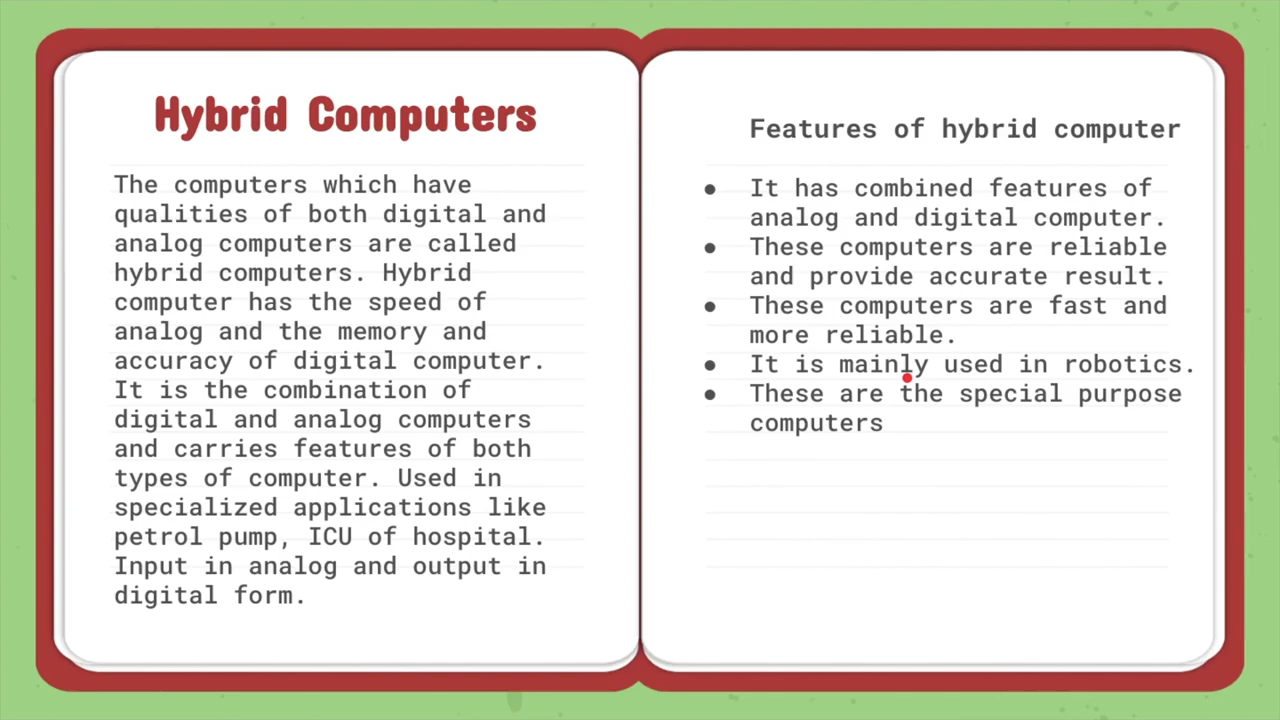 Hybrid Computers
The computers which have
qualities of both digital and
analog computers are called
hybrid computers. Hybrid
computer has the speed of
analog and the memory and
accuracy of digital computer.
It is the combination of
digital and analog computers
and carries features of both
types of computer. Used in
specialized applications like
petrol pump, ICU of hospital.
Input in analog and output in
digital form.
Features of hybrid computer
● It has combined features of
analog and digital computer.
● These computers are reliable
and provide accurate result.
● These computers are fast and
more reliable.
● It is mainly used in robotics.
● These are the special purpose
computers